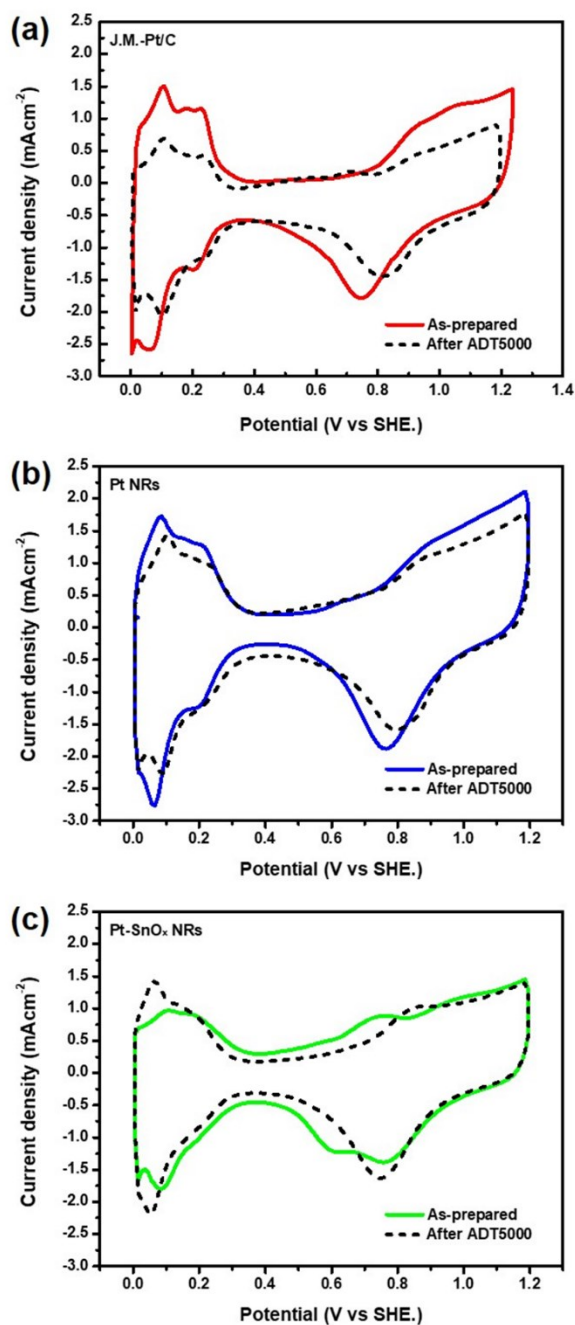 (a)
J.M.-Pt/C
2.5
2.0
1.5
1.0
0.5
0.0
-0.5
-1.0
-1.5
-2.0
-2.5
-3.0
Current density (mAcm⁻²)
As-prepared
After ADT5000
0.0 0.2 0.4 0.6 0.8 1.0 1.2 1.4
Potential (V vs SHE.)
(b)
Pt NRs
2.5
2.0
1.5
1.0
0.5
0.0
-0.5
-1.0
-1.5
-2.0
-2.5
-3.0
Current density (mAcm⁻²)
As-prepared
After ADT5000
0.0 0.2 0.4 0.6 0.8 1.0 1.2
Potential (V vs SHE.)
(c)
Pt-SnOₓ NRs
2.5
2.0
1.5
1.0
0.5
0.0
-0.5
-1.0
-1.5
-2.0
-2.5
-3.0
Current density (mAcm⁻²)
As-prepared
After ADT5000
0.0 0.2 0.4 0.6 0.8 1.0 1.2
Potential (V vs SHE.)